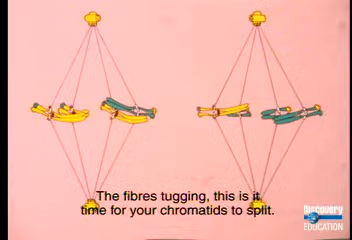 The fibres tugging, this is it
time for your chromatids to split.
Discovery
EDUCATION